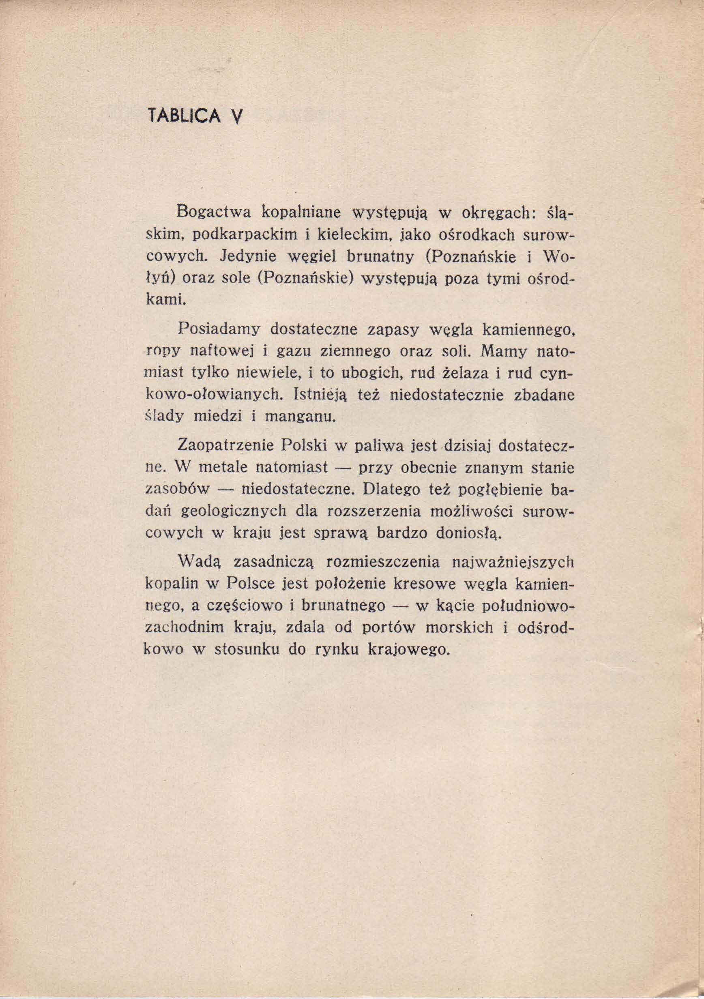 TABLICA V
Bogactwa kopalniane występują w okręgach: ślą-
skim, podkarpackim i kieleckim, jako ośrodkach surow-
cowych. Jedynie węgiel brunatny (Poznańskie i Wo-
łyń) oraz sole (Poznańskie) występują poza tymi ośrod-
kami.
Posiadamy dostateczne zapasy węgla kamiennego,
ropy naftowej i gazu ziemnego oraz soli. Mamy nato-
miast tylko niewiele, i to ubogich, rud żelaza i rud cyn-
kowo-ołowianych. Istnieją też niedostatecznie zbadane
ślady miedzi i manganu.
Zaopatrzenie Polski w paliwa jest dzisiaj dostatecz-
ne. W metale natomiast — przy obecnie znanym stanie
zasobów — niedostateczne. Dlatego też pogłębienie ba-
dań geologicznych dla rozszerzenia możliwości surow-
cowych w kraju jest sprawą bardzo doniosłą.
Wadą zasadniczą rozmieszczenia najważniejszych
kopalin w Polsce jest położenie kresowe węgla kamien-
nego, a częściowo i brunatnego — w kącie południowo-
zachodnim kraju, zdala od portów morskich i odśrod-
kowo w stosunku do rynku krajowego.